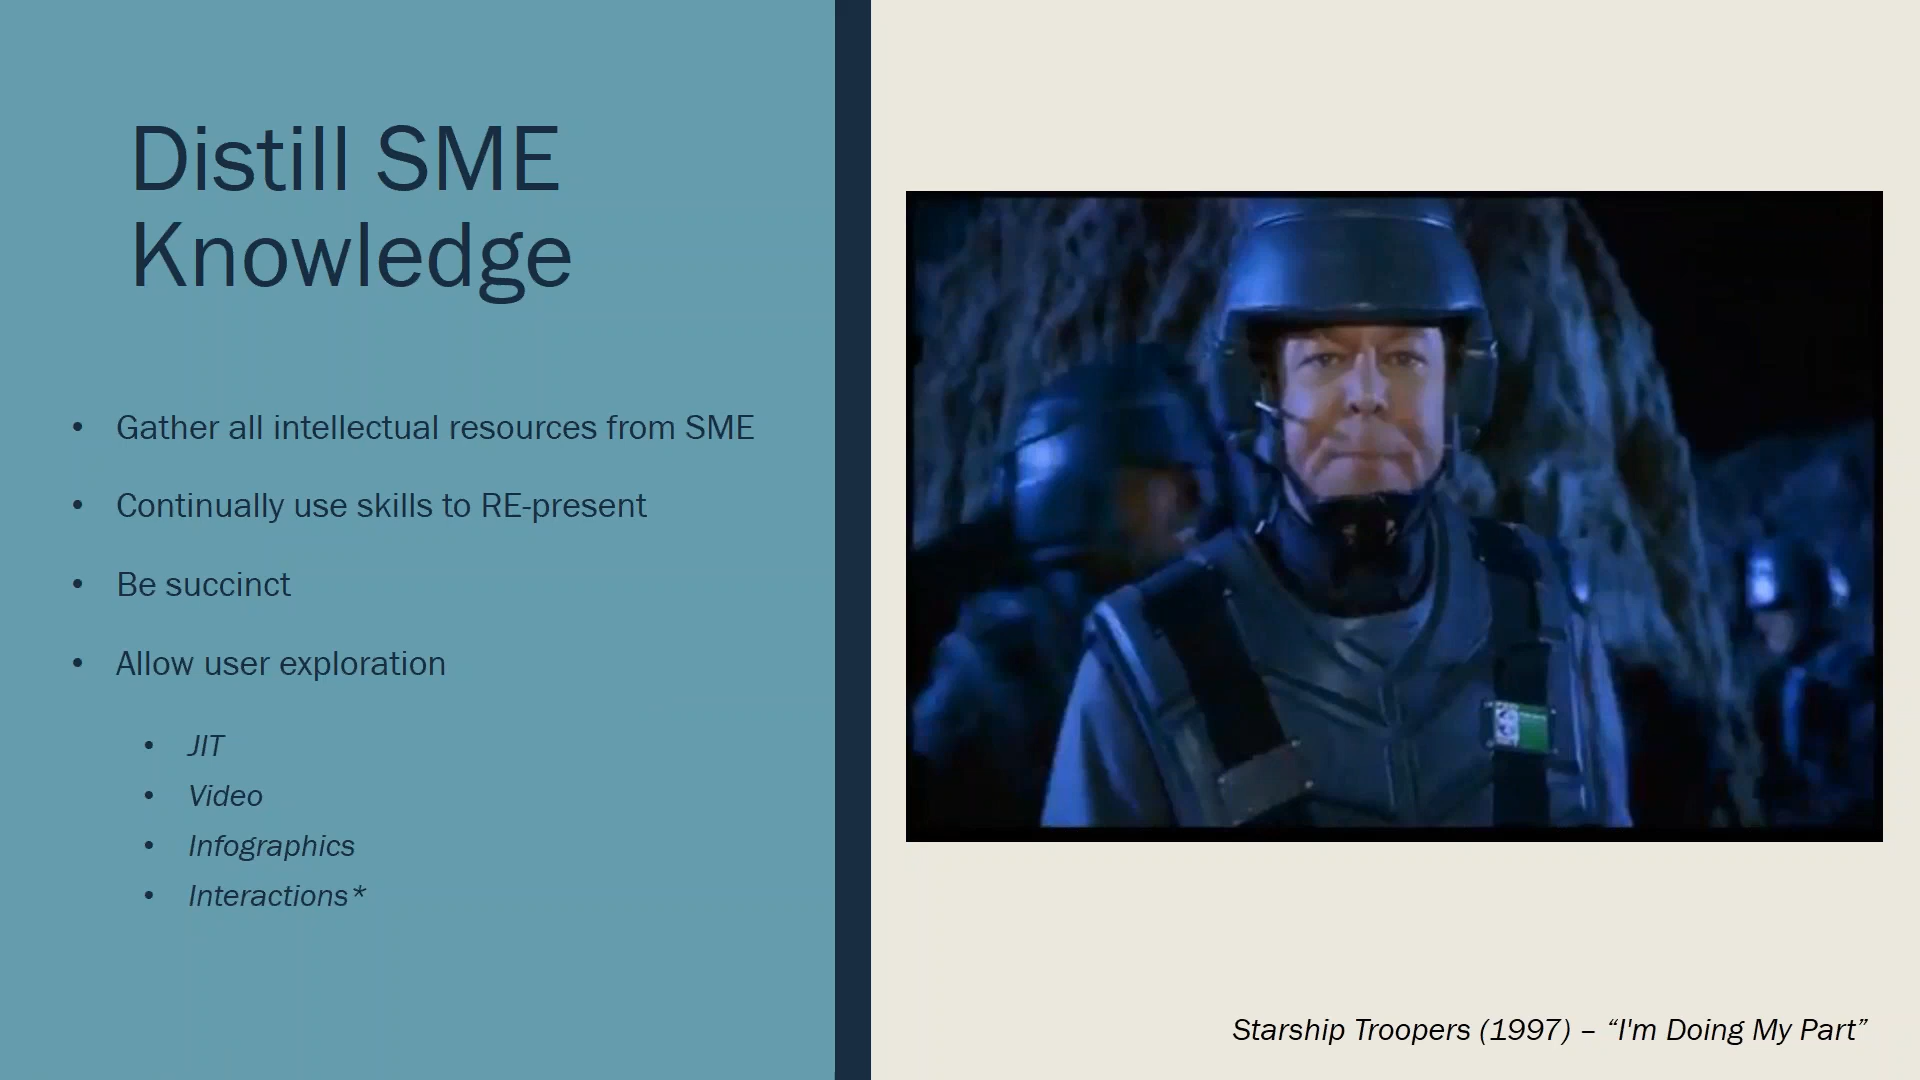 Distill SME
Knowledge
• Gather all intellectual resources from SME
• Continually use skills to RE-present
• Be succinct
• Allow user exploration
• JIT
• Video
• Infographics
• Interactions*
Starship Troopers (1997) – “I'm Doing My Part”